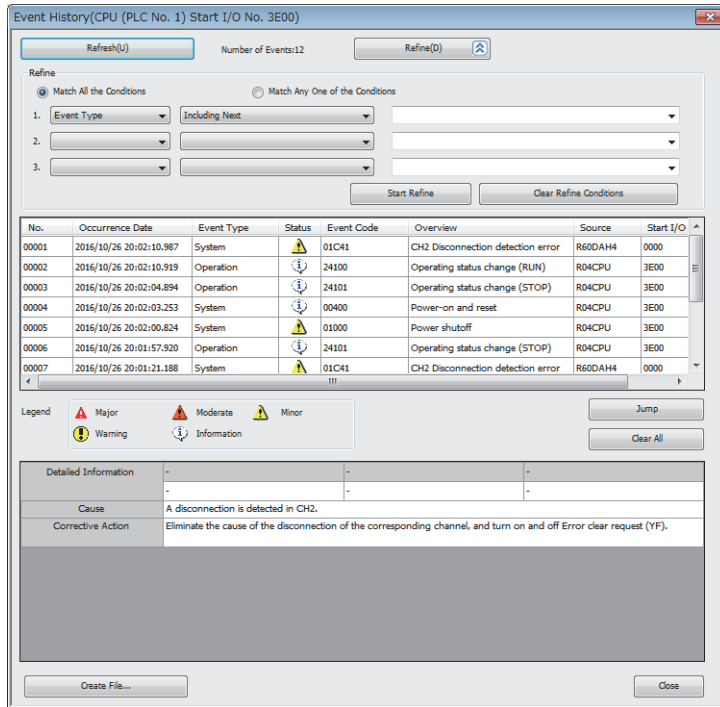 Event History(CPU (PLC No. 1) Start I/O No. 3E00)
Refresh(U) Number of Events:12 Refine(D)
Refine
Match All the Conditions Match Any One of the Conditions
1. Event Type Including Next
2.
3.
Start Refine Clear Refine Conditions
No. Occurrence Date Event Type Status Event Code Overview Source Start I/O
00001 2016/10/26 20:02:10.987 System 01C41 CH2 Disconnection detection error R60DAH4 0000
00002 2016/10/26 20:02:10.919 Operation 24100 Operating status change (RUN) R04CPU 3E00
00003 2016/10/26 20:02:04.894 Operation 24101 Operating status change (STOP) R04CPU 3E00
00004 2016/10/26 20:02:03.253 System 00400 Power-on and reset R04CPU 3E00
00005 2016/10/26 20:02:00.824 System 01000 Power shutoff R04CPU 3E00
00006 2016/10/26 20:01:57.920 Operation 24101 Operating status change (STOP) R04CPU 3E00
00007 2016/10/26 20:01:21.188 System 01C41 CH2 Disconnection detection error R60DAH4 0000
Legend Major Moderate Minor
Warning Information
Jump
Clear All
Detailed Information - - -
- - -
Cause A disconnection is detected in CH2.
Corrective Action Eliminate the cause of the disconnection of the corresponding channel, and turn on and off Error clear request (YF).
Create File... Close